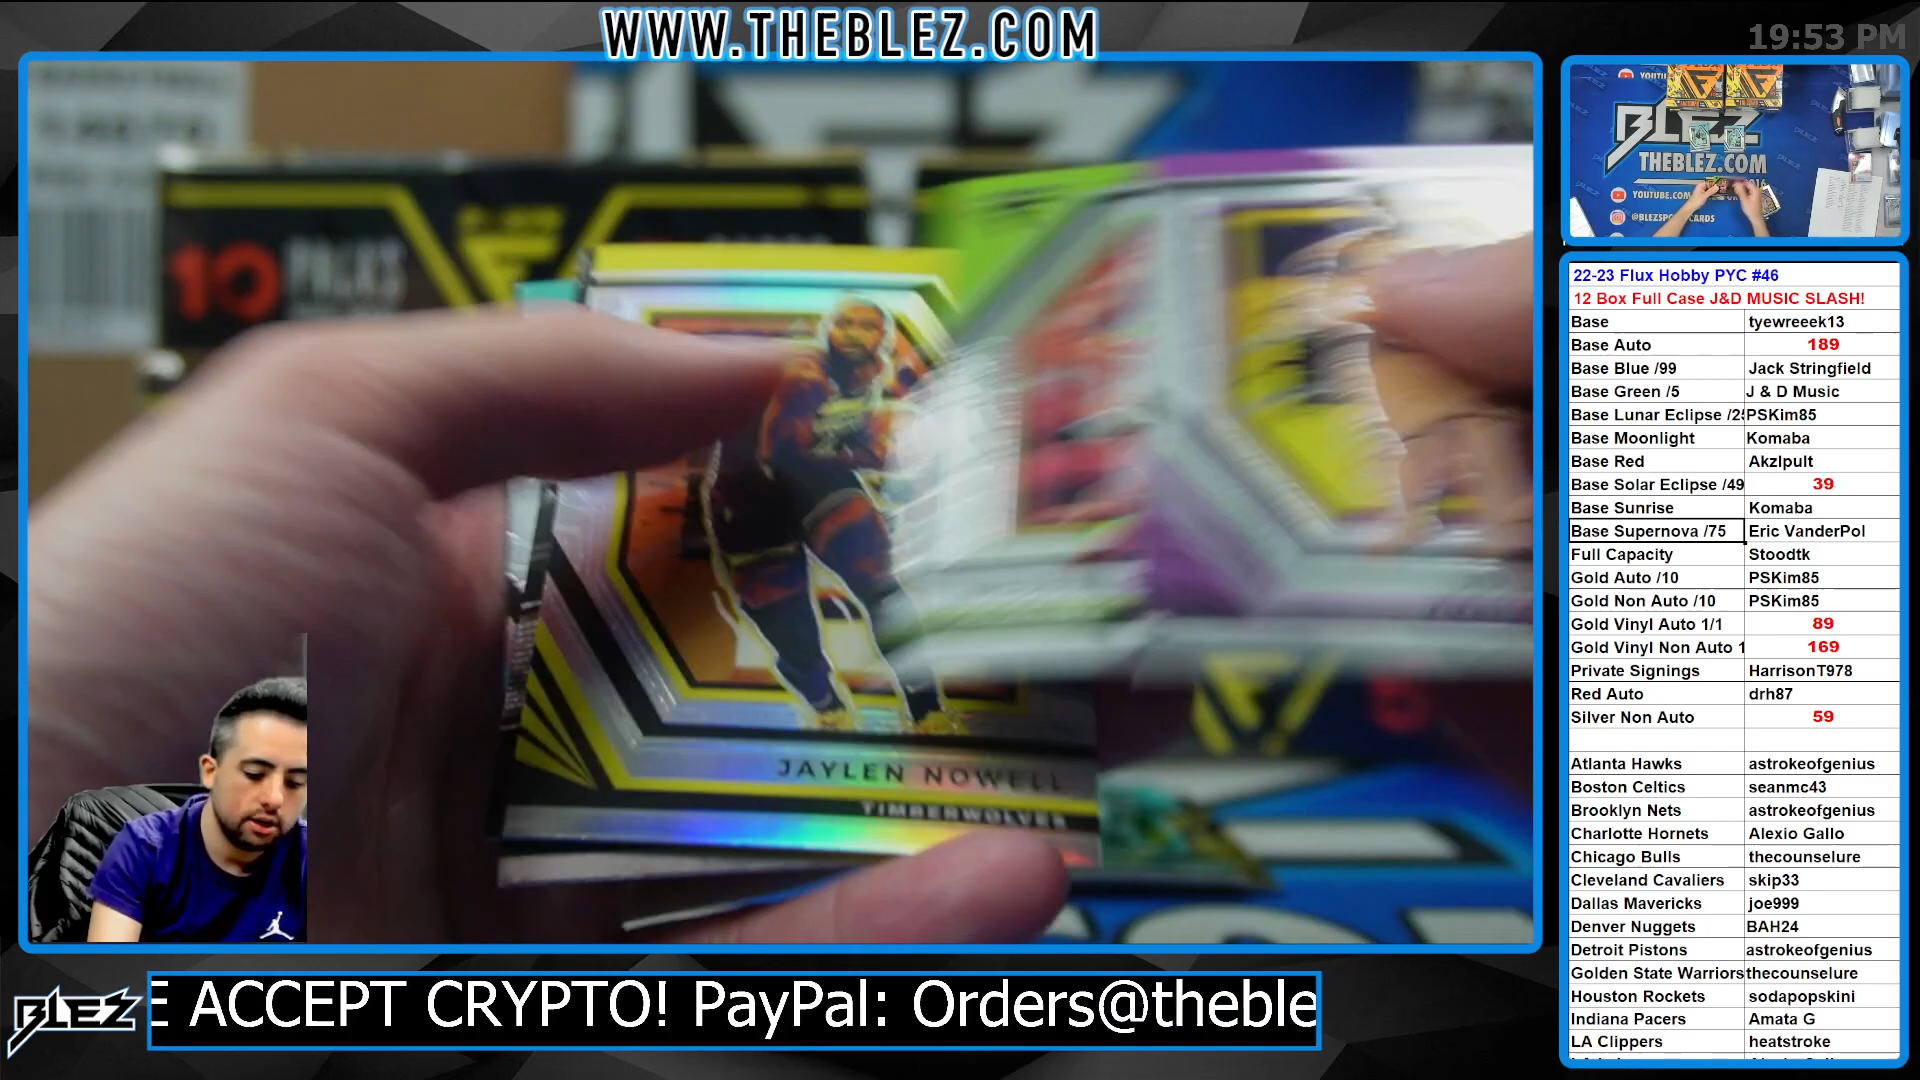 WWW.THEBLEZ.COM
19:53 PM
10 PACKS
JAYLEN NOWELL
TIMBERWOLVES
BLEZ
THEBLEZ.COM
YOUTUBE.COM
@BLEZSPORTSCARDS
22-23 Flux Hobby PYC #46
12 Box Full Case J&D MUSIC SLASH!
Base tyewreeek13
Base Auto 189
Base Blue /99 Jack Stringfield
Base Green /5 J & D Music
Base Lunar Eclipse /25 PSKim85
Base Moonlight Komaba
Base Red Akzlpult
Base Solar Eclipse /49 39
Base Sunrise Komaba
Base Supernova /75 Eric VanderPol
Full Capacity Stoodtk
Gold Auto /10 PSKim85
Gold Non Auto /10 PSKim85
Gold Vinyl Auto 1/1 89
Gold Vinyl Non Auto 1 169
Private Signings HarrisonT978
Red Auto drh87
Silver Non Auto 59
Atlanta Hawks astrokeofgenius
Boston Celtics seanmc43
Brooklyn Nets astrokeofgenius
Charlotte Hornets Alexio Gallo
Chicago Bulls thecounselure
Cleveland Cavaliers skip33
Dallas Mavericks joe999
Denver Nuggets BAH24
Detroit Pistons astrokeofgenius
Golden State Warriors thecounselure
Houston Rockets sodapopskini
Indiana Pacers Amata G
LA Clippers heatstroke
BLEZ
E ACCEPT CRYPTO! PayPal: Orders@theble